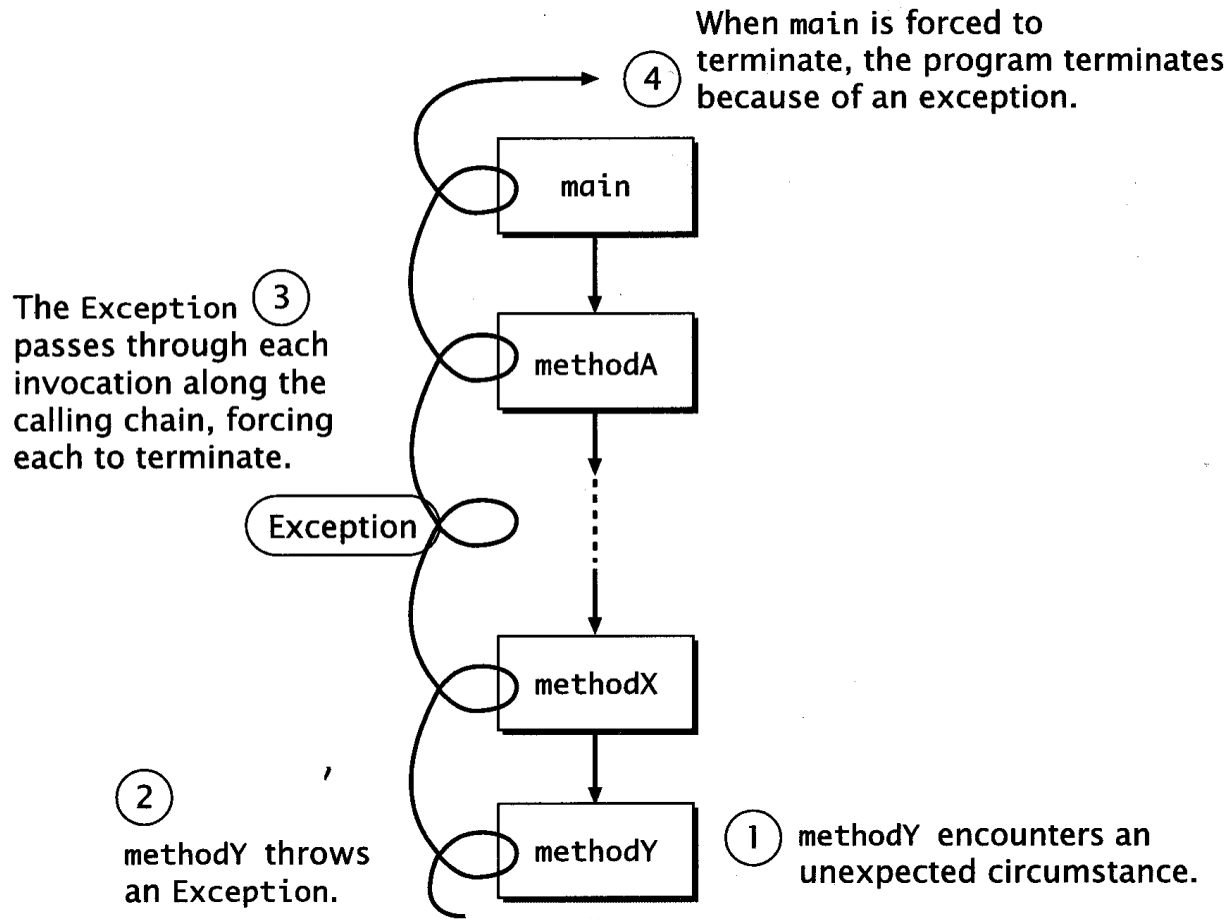 When main is forced to
terminate, the program terminates
because of an exception.
4
main
The Exception 3
passes through each
invocation along the
calling chain, forcing
each to terminate.
methodA
Exception
methodX
2
methodY throws
an Exception.
methodY
1 methodY encounters an
unexpected circumstance.